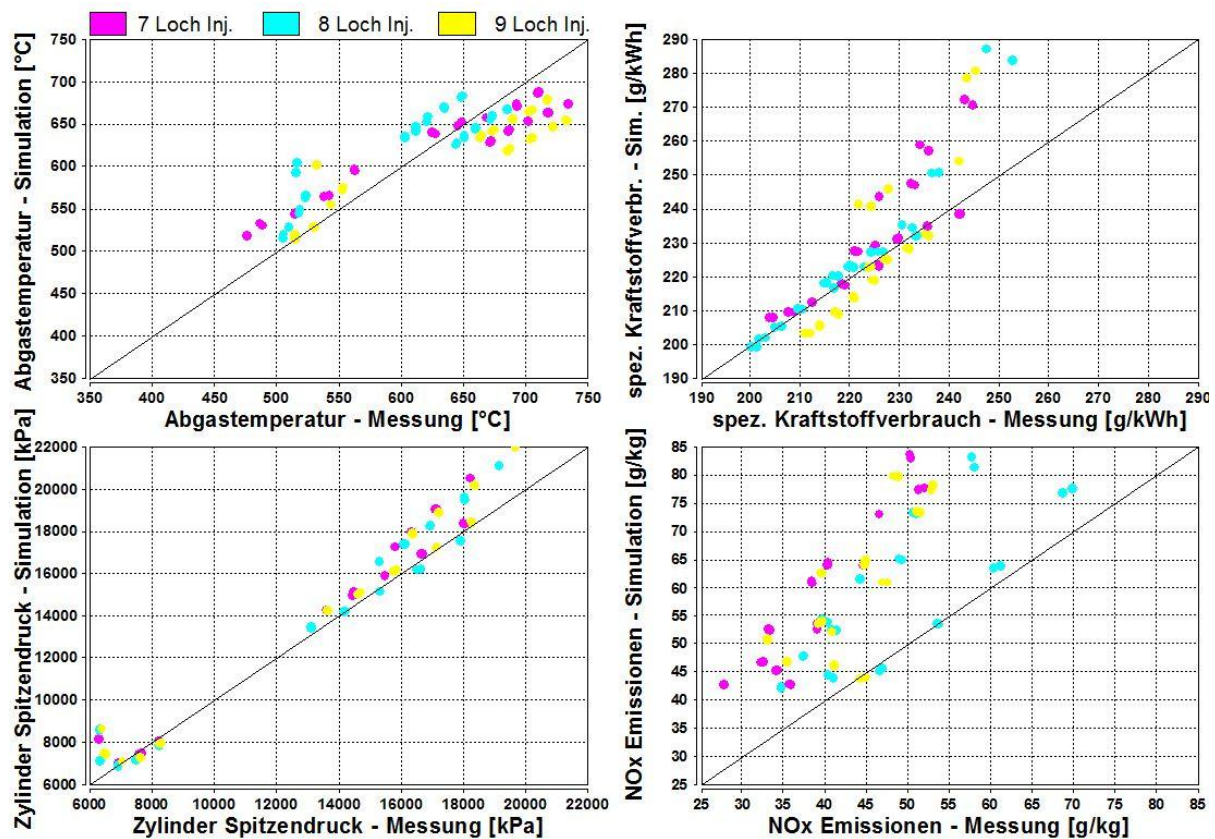 7 Loch Inj.
8 Loch Inj.
9 Loch Inj.
Abgastemperatur - Simulation [°C]
750
700
650
600
550
500
450
400
350
350 400 450 500 550 600 650 700 750
Abgastemperatur - Messung [°C]
spez. Kraftstoffverbr. - Sim. [g/kWh]
290
280
270
260
250
240
230
220
210
200
190
190 200 210 220 230 240 250 260 270 280 290
spez. Kraftstoffverbrauch - Messung [g/kWh]
Zylinder Spitzendruck - Simulation [kPa]
22000
20000
18000
16000
14000
12000
10000
8000
6000
6000 8000 10000 12000 14000 16000 18000 20000 22000
Zylinder Spitzendruck - Messung [kPa]
NOx Emissionen - Simulation [g/kg]
85
80
75
70
65
60
55
50
45
40
35
30
25
25 30 35 40 45 50 55 60 65 70 75 80 85
NOx Emissionen - Messung [g/kg]